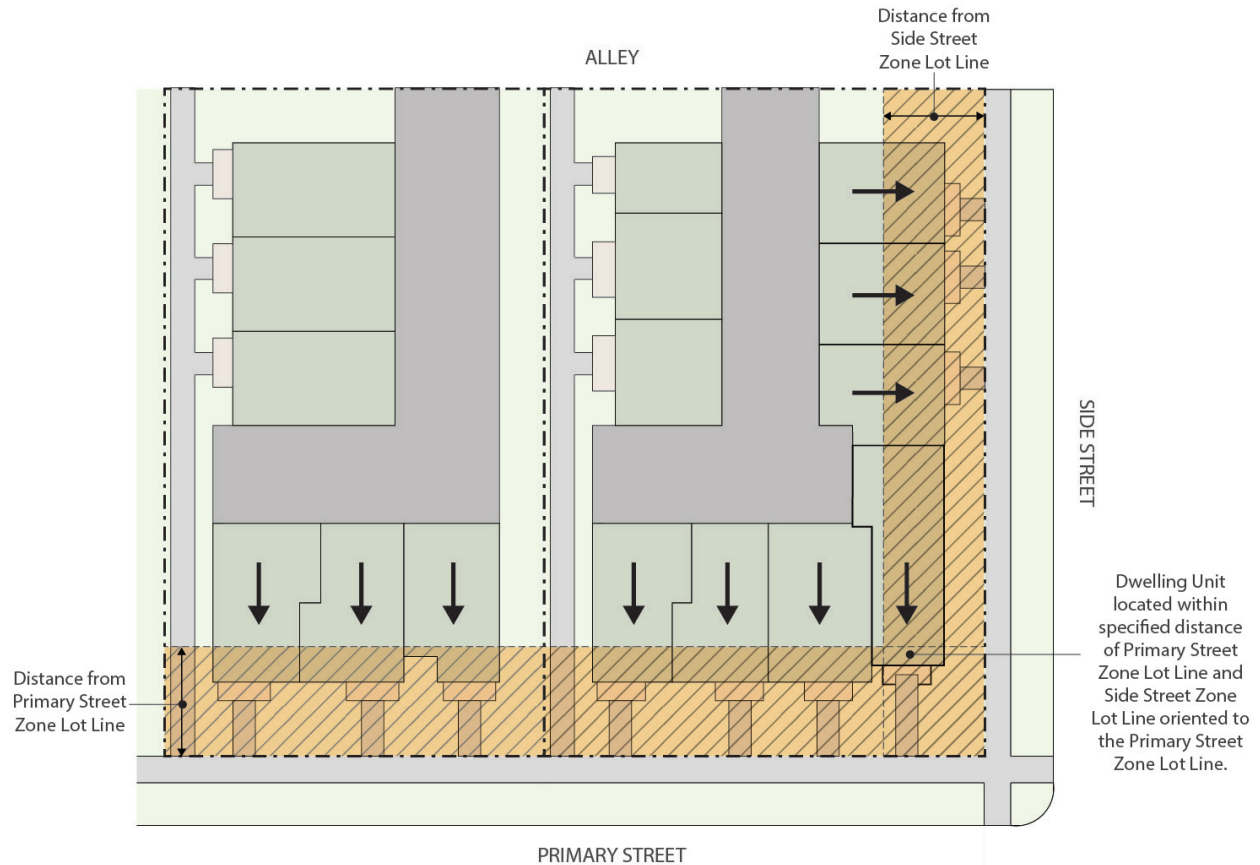 Distance from
Side Street
Zone Lot Line
ALLEY
SIDE STREET
Dwelling Unit
located within
specified distance
of Primary Street
Zone Lot Line and
Side Street Zone
Lot Line oriented to
the Primary Street
Zone Lot Line.
Distance from
Primary Street
Zone Lot Line
PRIMARY STREET